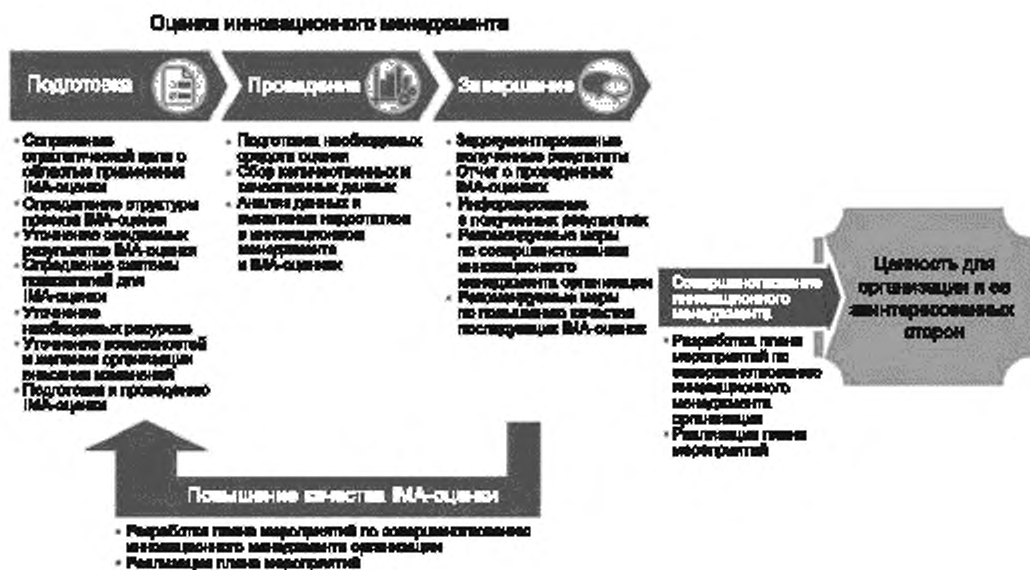 Оценка инновационного менеджмента
Подготовка
• Сопряжение
стратегической цели с
областью применения
IMA-оценки
• Определение структуры
проекта IMA-оценки
• Уточнение ожидаемых
результатов IMA-оценки
• Определение системы
показателей для
IMA-оценки
• Уточнение
необходимых ресурсов
• Уточнение возможностей
и желания организации
внесения изменений
• Подготовка к проведению
IMA-оценки
Проведение
• Подготовка необходимых
средств оценки
• Сбор количественных и
качественных данных
• Анализ данных и
выявление недостатков
в инновационном
менеджменте
и IMA-оценках
Завершение
• Задокументированные
полученные результаты
• Отчет о проведенных
IMA-оценках
• Информирование
о полученных результатах
• Рекомендуемые меры
по совершенствованию
инновационного
менеджмента организации
• Рекомендуемые меры
по повышению качества
последующих IMA-оценок
Совершенствование
инновационного
менеджмента
• Разработка плана
мероприятий по
совершенствованию
инновационного
менеджмента
организации
• Реализация плана
мероприятий
Ценность для
организации и ее
заинтересованных
сторон
Повышение качества IMA-оценки
• Разработка плана мероприятий по совершенствованию
инновационного менеджмента организации
• Реализация плана мероприятий